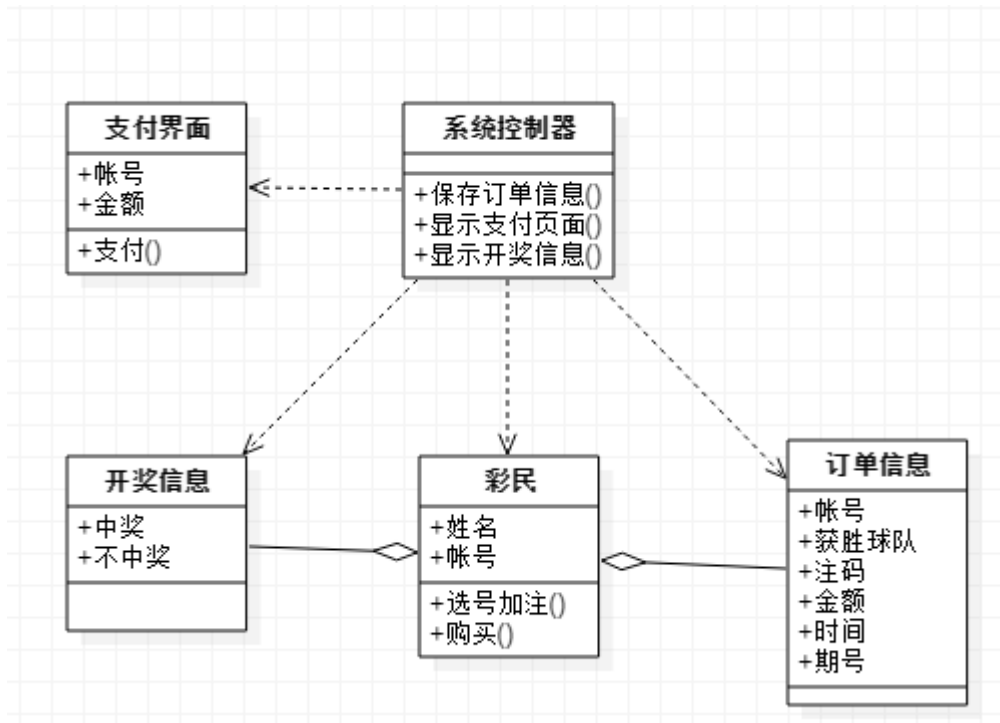 支付界面
+帐号
+金额
+支付()
系统控制器
+保存订单信息()
+显示支付页面()
+显示开奖信息()
开奖信息
+中奖
+不中奖
彩民
+姓名
+帐号
+选号加注()
+购买()
订单信息
+帐号
+获胜球队
+注码
+金额
+时间
+期号